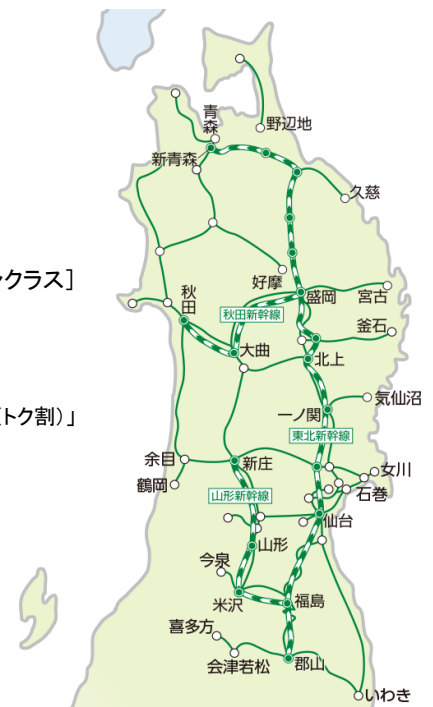 青森
野辺地
新青森
久慈
クラス]
好摩
盛岡
宮古
秋田
秋田新幹線
釜石
大曲
北上
気仙沼
一ノ関
トク割)」
東北新幹線
余目
新庄
女川
鶴岡
石巻
山形新幹線
仙台
山形
今泉
米沢
福島
喜多方
会津若松
郡山
いわき